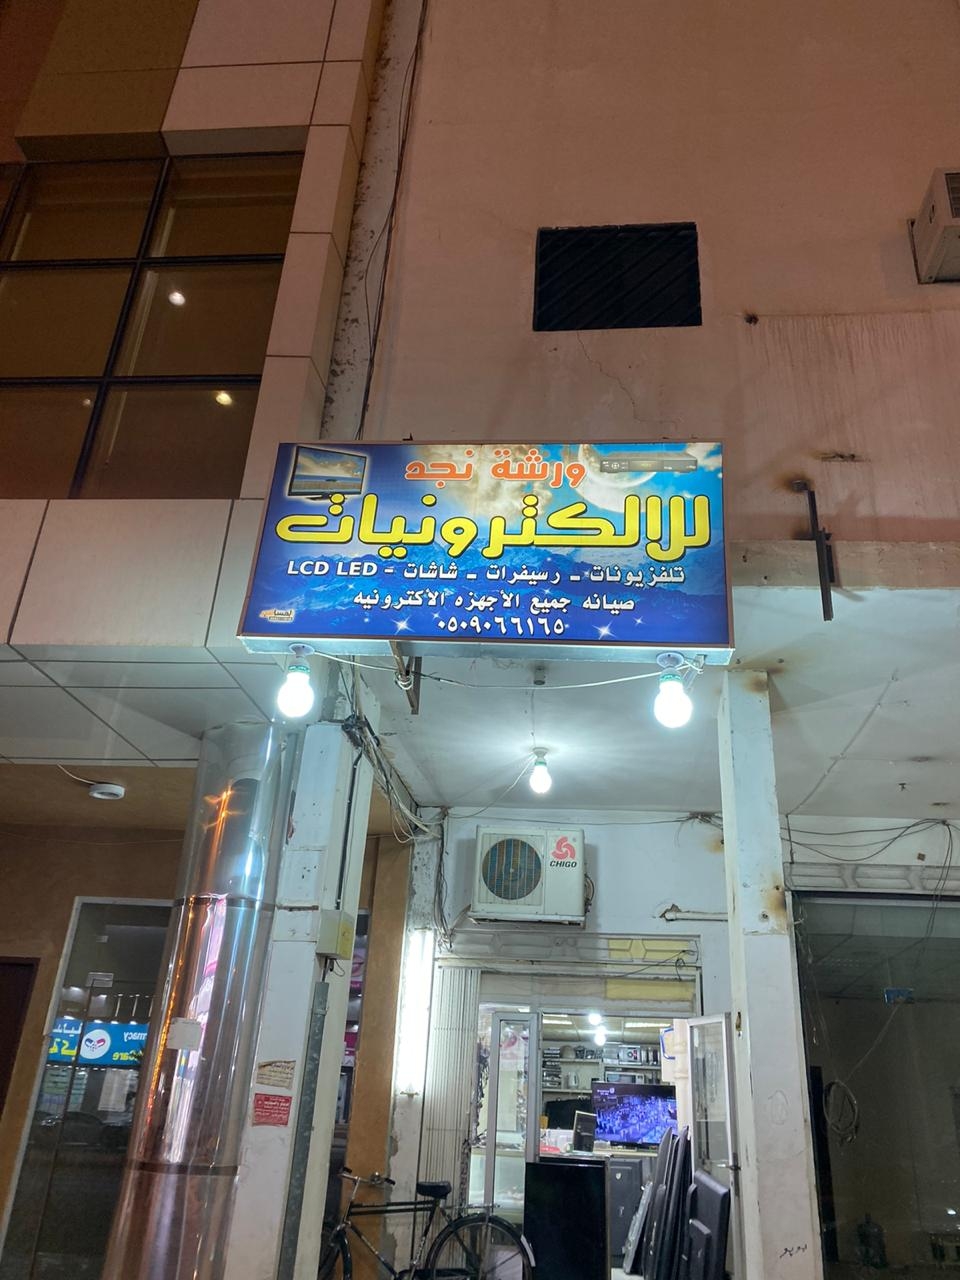 ورشة نجد
للالكترونيات
تلفزيونات - رسيفرات - شاشات - LCD LED
صيانه جميع الأجهزه الأكترونيه
٠٥٠٩٠٦٦١٦٥
CHIGO